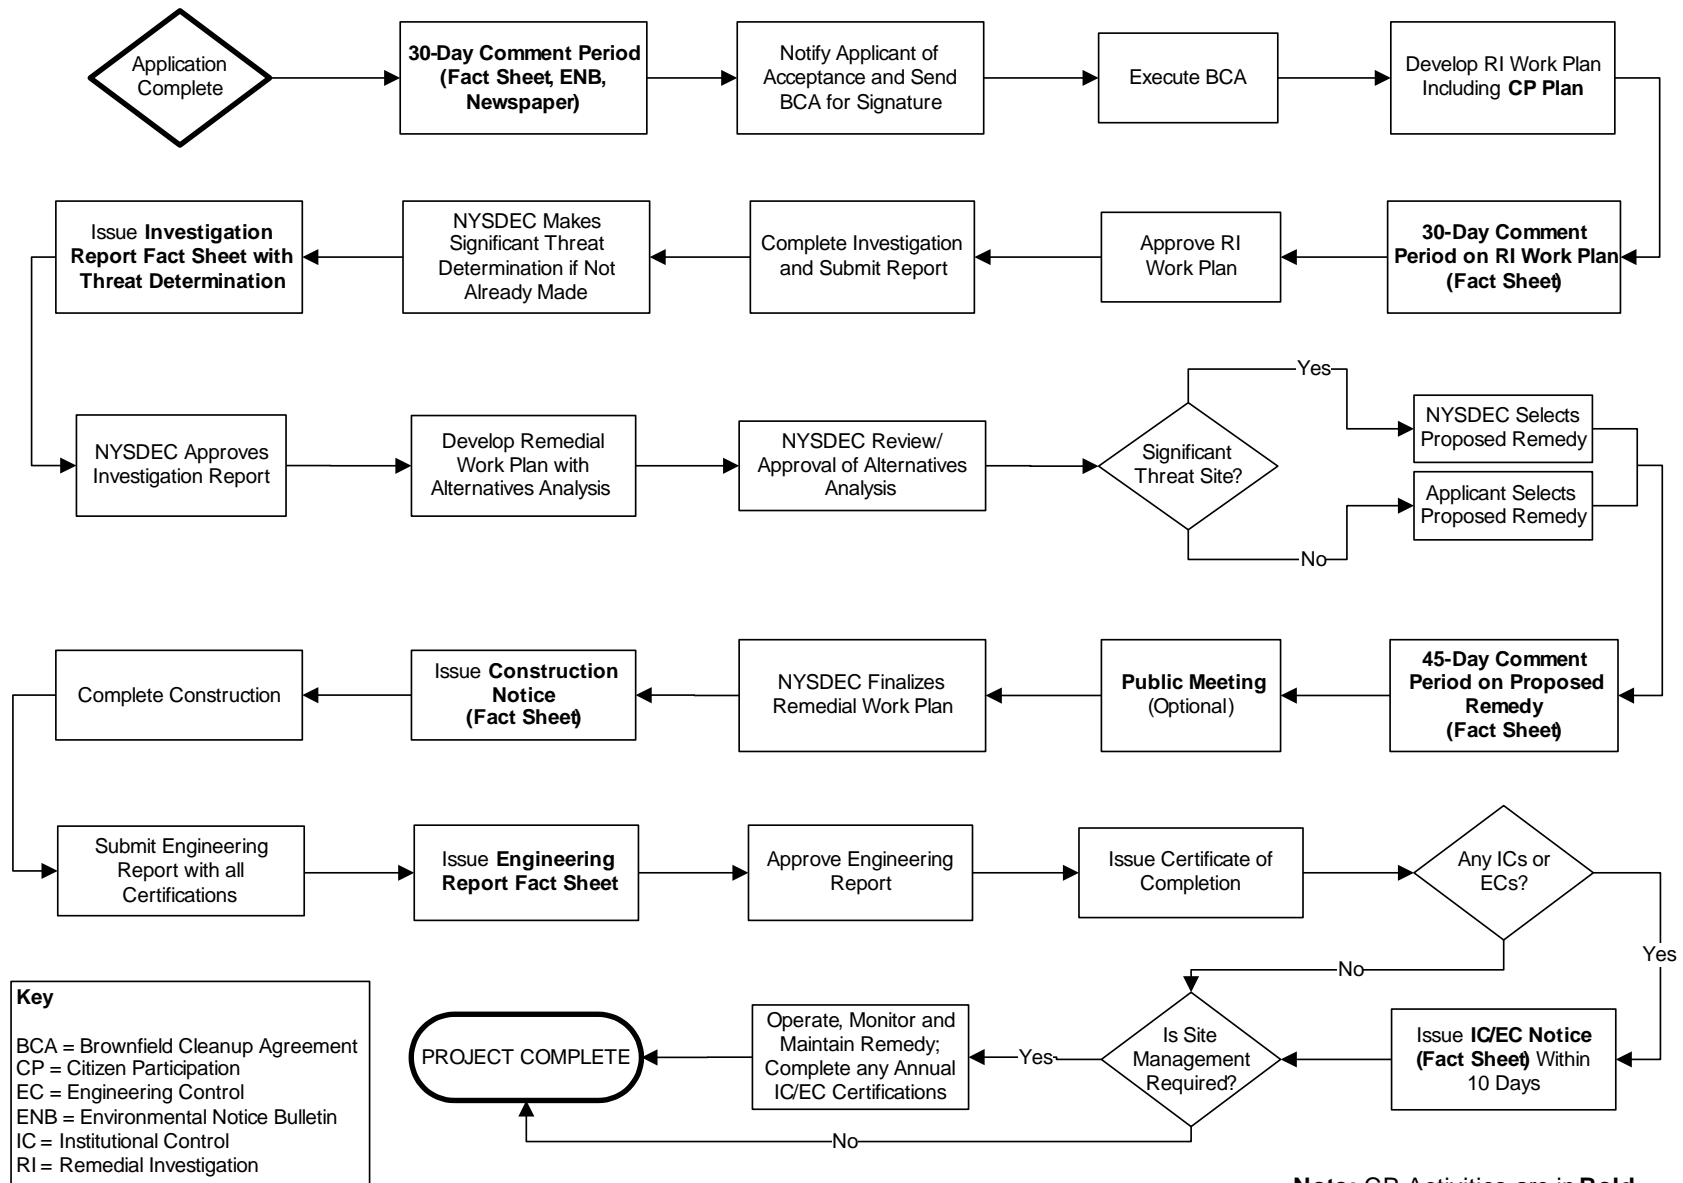 Application
Complete
30-Day Comment Period
(Fact Sheet, ENB,
Newspaper)
Notify Applicant of
Acceptance and Send
BCA for Signature
Execute BCA
Develop RI Work Plan
Including CP Plan
Issue Investigation
Report Fact Sheet with
Threat Determination
NYSDEC Makes
Significant Threat
Determination if Not
Already Made
Complete Investigation
and Submit Report
Approve RI
Work Plan
30-Day Comment
Period on RI Work Plan
(Fact Sheet)
NYSDEC Approves
Investigation Report
Develop Remedial
Work Plan with
Alternatives Analysis
NYSDEC Review/
Approval of Alternatives
Analysis
Significant
Threat Site?
Yes
No
NYSDEC Selects
Proposed Remedy
Applicant Selects
Proposed Remedy
Complete Construction
Issue Construction
Notice
(Fact Sheet)
NYSDEC Finalizes
Remedial Work Plan
Public Meeting
(Optional)
45-Day Comment
Period on Proposed
Remedy
(Fact Sheet)
Submit Engineering
Report with all
Certifications
Issue Engineering
Report Fact Sheet
Approve Engineering
Report
Issue Certificate of
Completion
Any ICs or
ECs?
Yes
No
Key
BCA = Brownfield Cleanup Agreement
CP = Citizen Participation
EC = Engineering Control
ENB = Environmental Notice Bulletin
IC = Institutional Control
RI = Remedial Investigation
PROJECT COMPLETE
Operate, Monitor and
Maintain Remedy;
Complete any Annual
IC/EC Certifications
Yes
Is Site
Management
Required?
Issue IC/EC Notice
(Fact Sheet) Within
10 Days
No
Note: CP Activities are in Bold